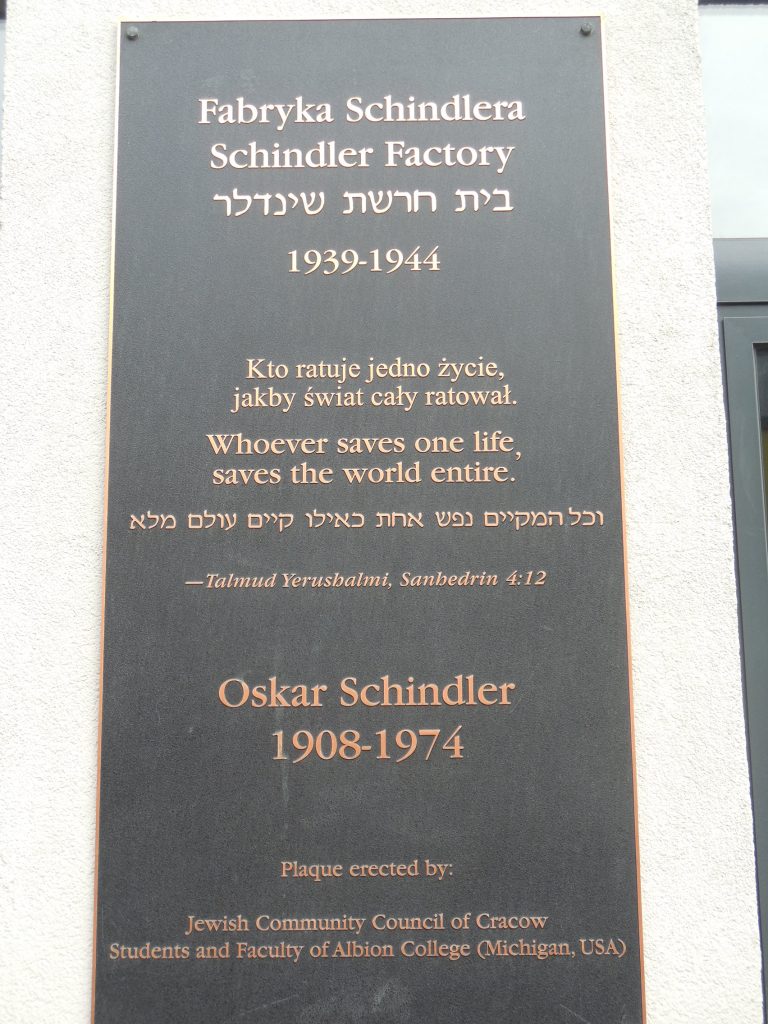 Fabryka Schindlera
Schindler Factory
בית חרשת שינדלר
1939-1944
Kto ratuje jedno życie,
jakby świat cały ratował.
Whoever saves one life,
saves the world entire.
וכל המקיים נפש אחת כאילו קיים עולם מלא
—Talmud Yerushalmi, Sanhedrin 4:12
Oskar Schindler
1908-1974
Plaque erected by:
Jewish Community Council of Cracow
Students and Faculty of Albion College (Michigan, USA)